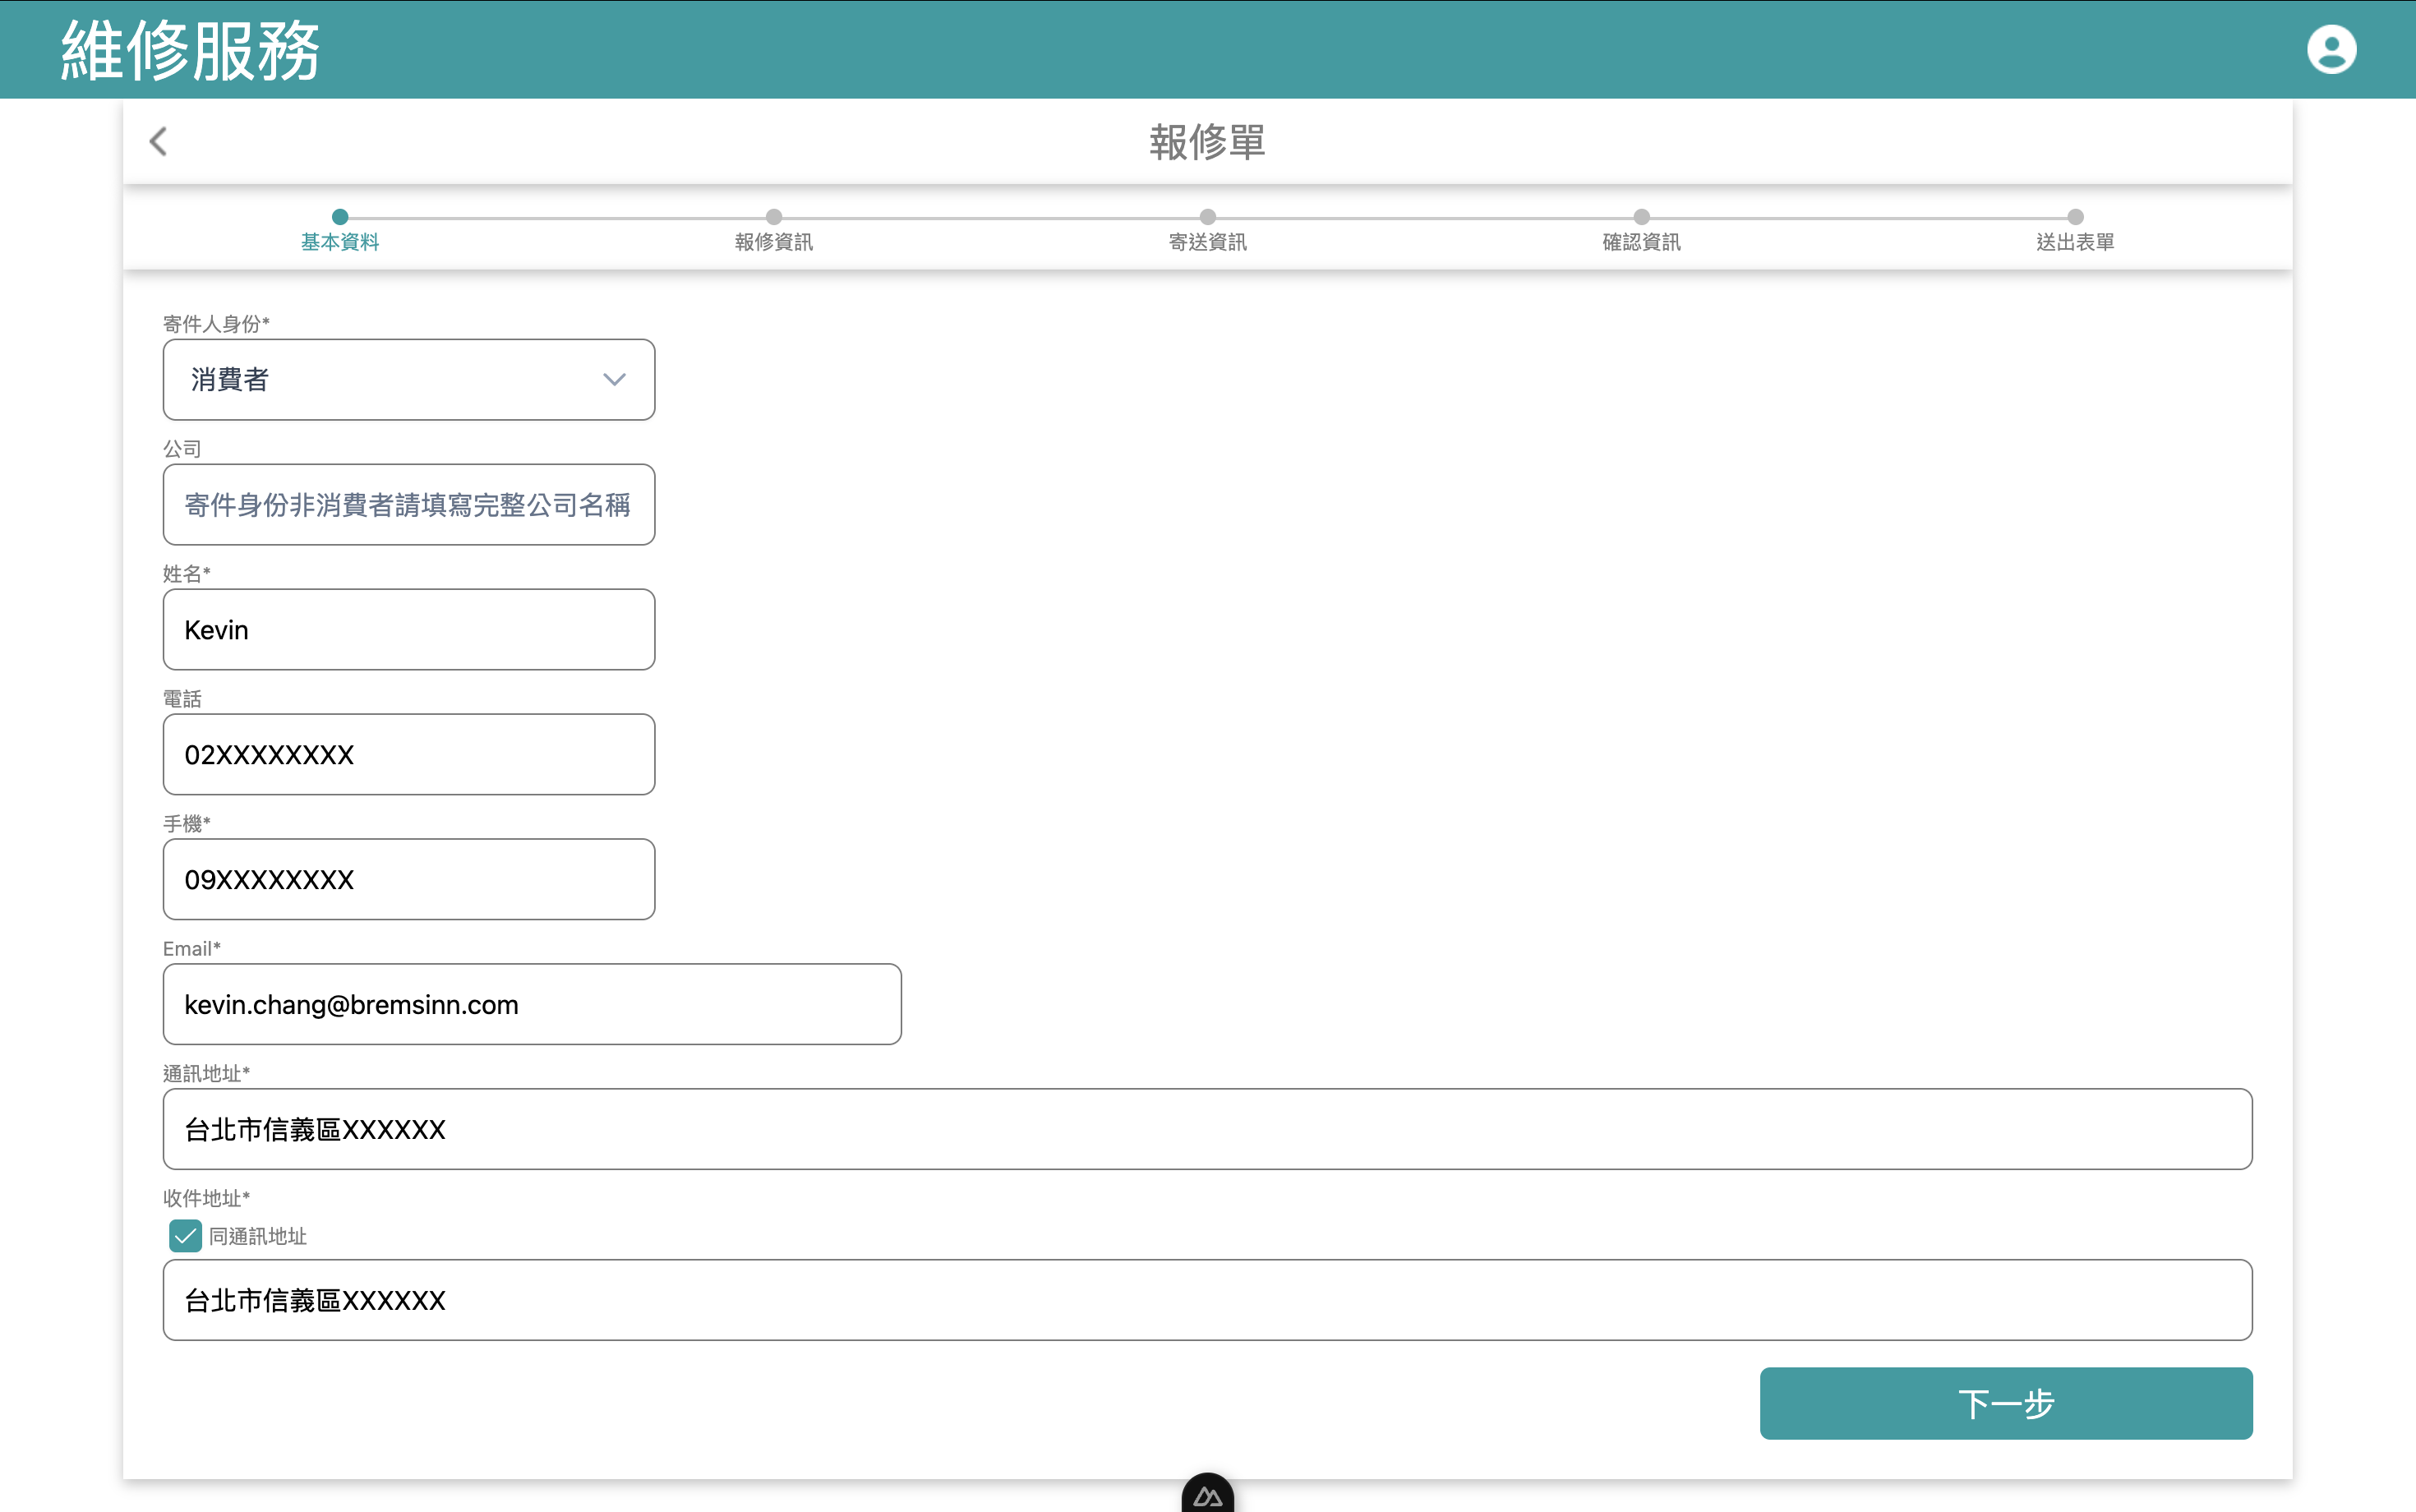 維修服務
報修單
基本資料
報修資訊
寄送資訊
確認資訊
送出表單
寄件人身份*
消費者
公司
寄件身份非消費者請填寫完整公司名稱
姓名*
Kevin
電話
02XXXXXXXX
手機*
09XXXXXXXX
Email*
kevin.chang@bremsinn.com
通訊地址*
台北市信義區XXXXXX
收件地址*
同通訊地址
台北市信義區XXXXXX
下一步